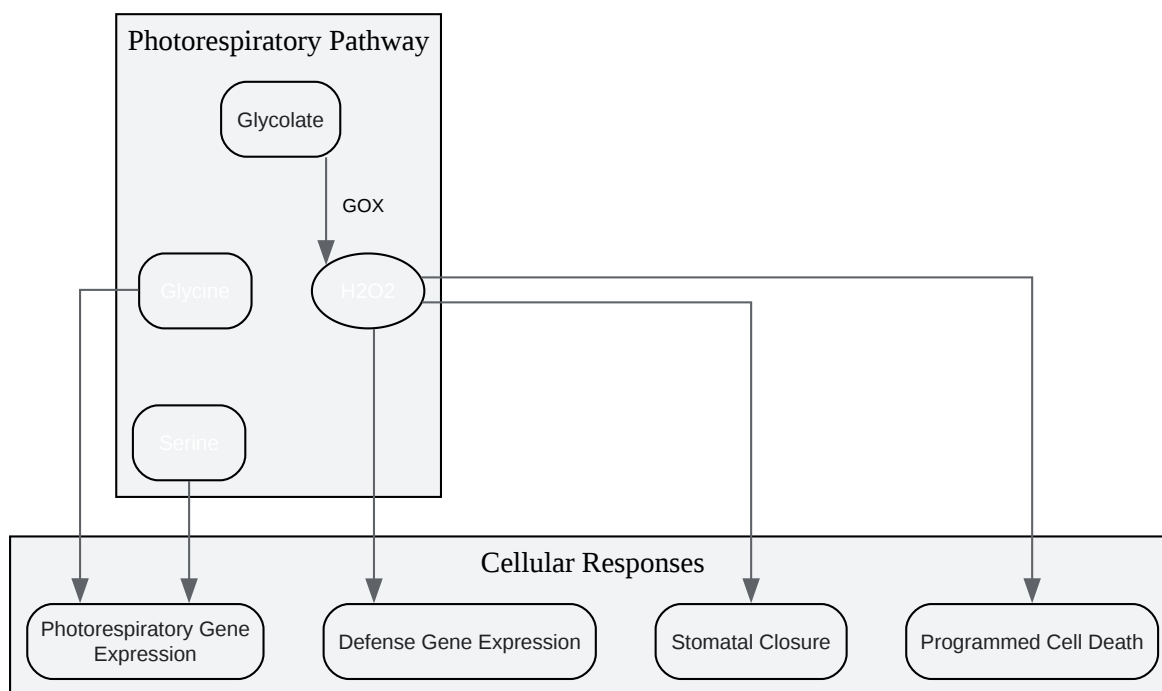 Photorespiratory Pathway
Glycolate
GOX
Glycine
H2O2
Serine
Cellular Responses
Photorespiratory Gene
Expression
Defense Gene Expression
Stomatal Closure
Programmed Cell Death